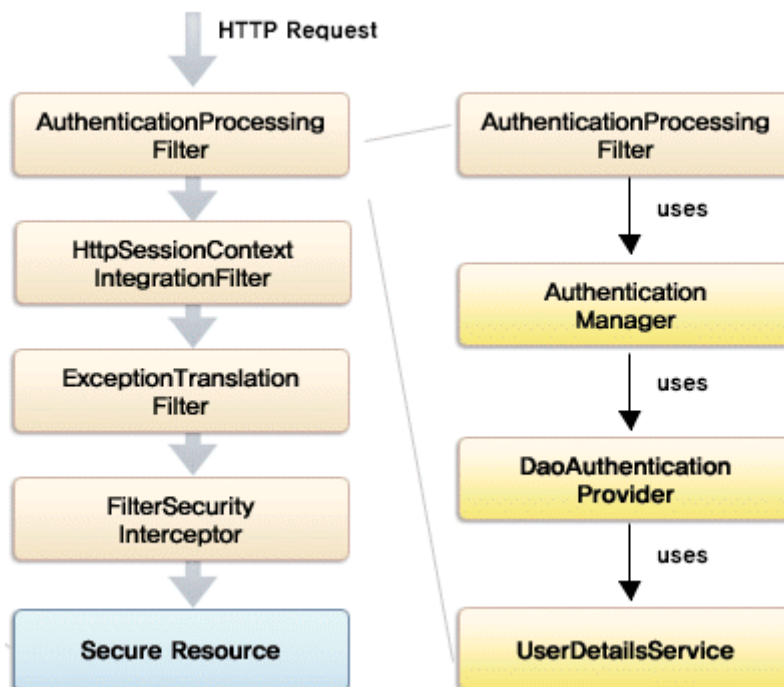 HTTP Request
AuthenticationProcessing
Filter
HttpSessionContext
IntegrationFilter
ExceptionTranslation
Filter
FilterSecurity
Interceptor
Secure Resource
AuthenticationProcessing
Filter
uses
Authentication
Manager
uses
DaoAuthentication
Provider
uses
UserDetailsService